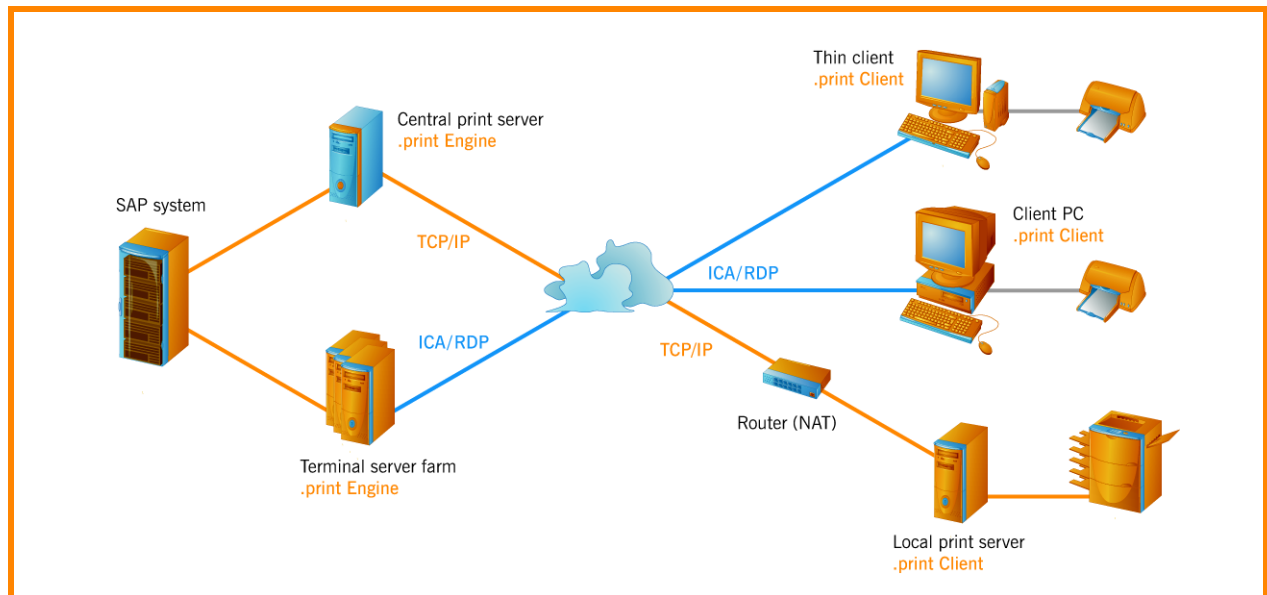 Thin client
.print Client
Central print server
.print Engine
SAP system
TCP/IP
Client PC
.print Client
ICA/RDP
ICA/RDP
TCP/IP
Router (NAT)
Terminal server farm
.print Engine
Local print server
.print Client